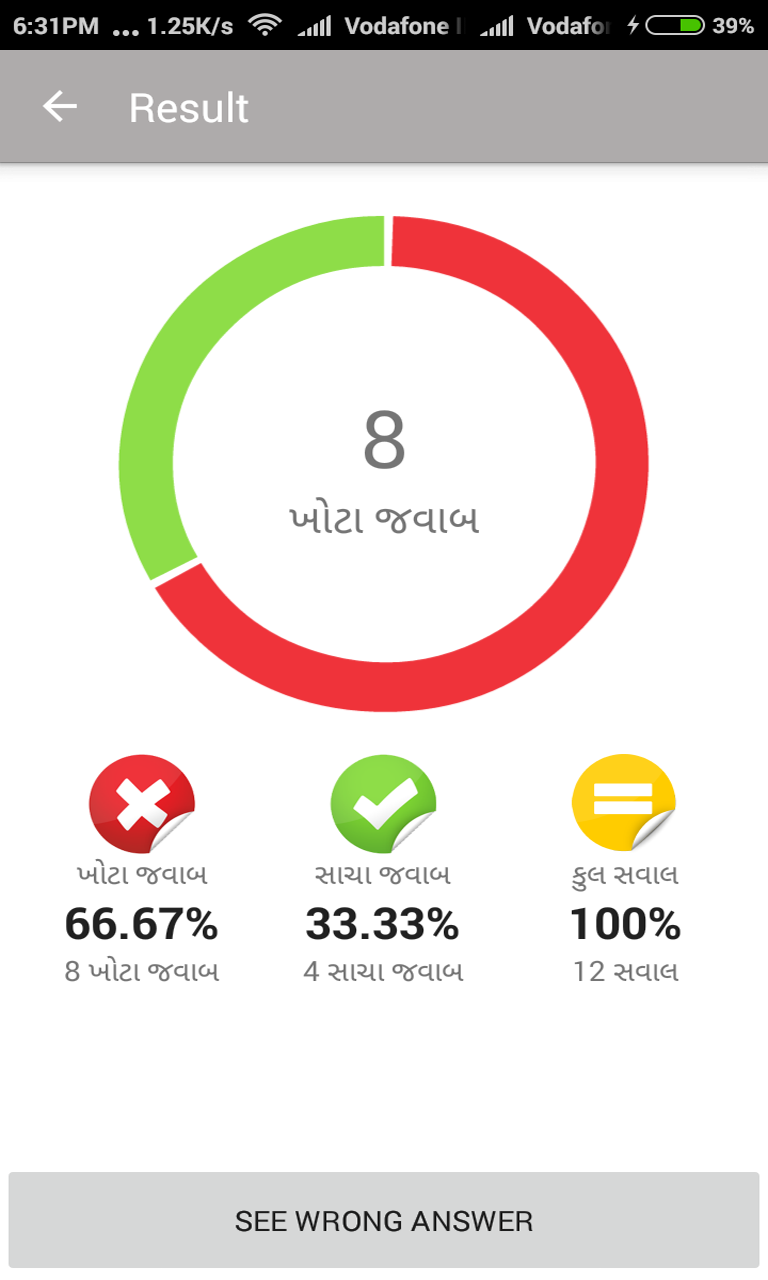 6:31PM ... 1.25K/s Vodafone Vodafo 39%
Result
8
ખોટા જવાબ
ખોટા જવાબ સાચા જવાબ કુલ સવાલ
66.67% 33.33% 100%
8 ખોટા જવાબ 4 સાચા જવાબ 12 સવાલ
SEE WRONG ANSWER